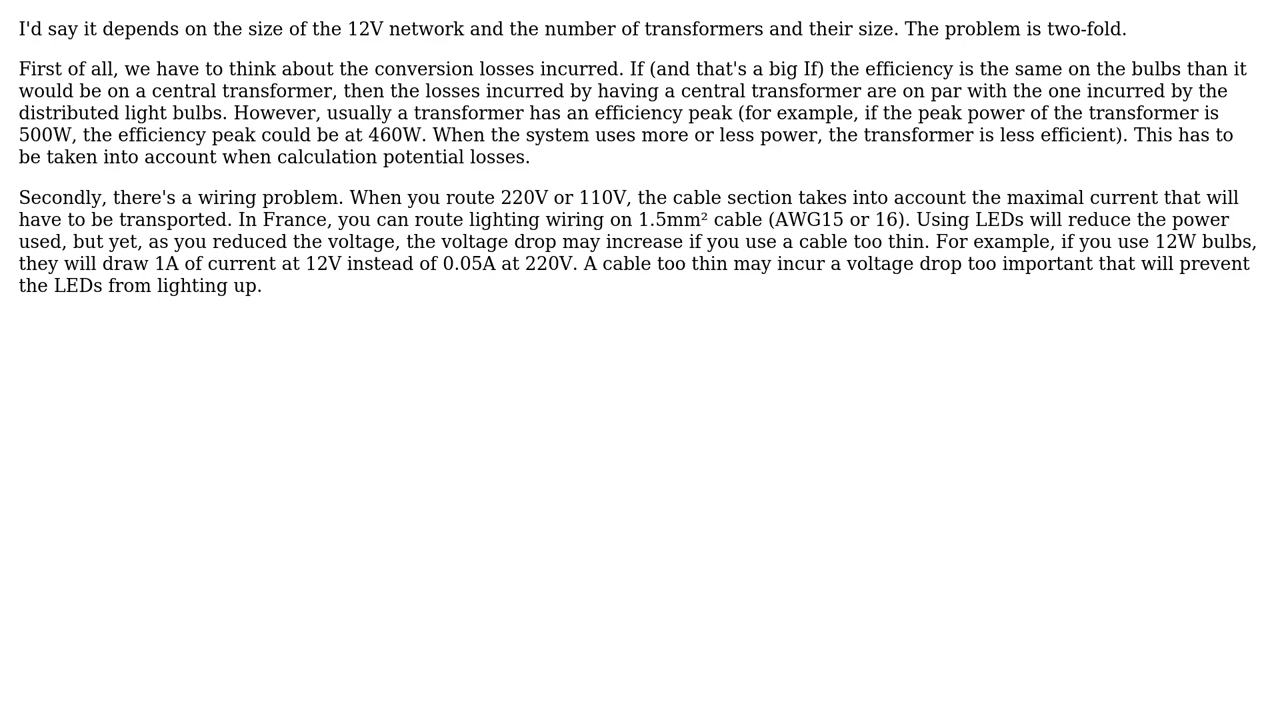 I'd say it depends on the size of the 12V network and the number of transformers and their size. The problem is two-fold.
First of all, we have to think about the conversion losses incurred. If (and that's a big If) the efficiency is the same on the bulbs than it
would be on a central transformer, then the losses incurred by having a central transformer are on par with the one incurred by the
distributed light bulbs. However, usually a transformer has an efficiency peak (for example, if the peak power of the transformer is
500W, the efficiency peak could be at 460W. When the system uses more or less power, the transformer is less efficient). This has to
be taken into account when calculation potential losses.
Secondly, there's a wiring problem. When you route 220V or 110V, the cable section takes into account the maximal current that will
have to be transported. In France, you can route lighting wiring on 1.5mm² cable (AWG15 or 16). Using LEDs will reduce the power
used, but yet, as you reduced the voltage, the voltage drop may increase if you use a cable too thin. For example, if you use 12W bulbs,
they will draw 1A of current at 12V instead of 0.05A at 220V. A cable too thin may incur a voltage drop too important that will prevent
the LEDs from lighting up.